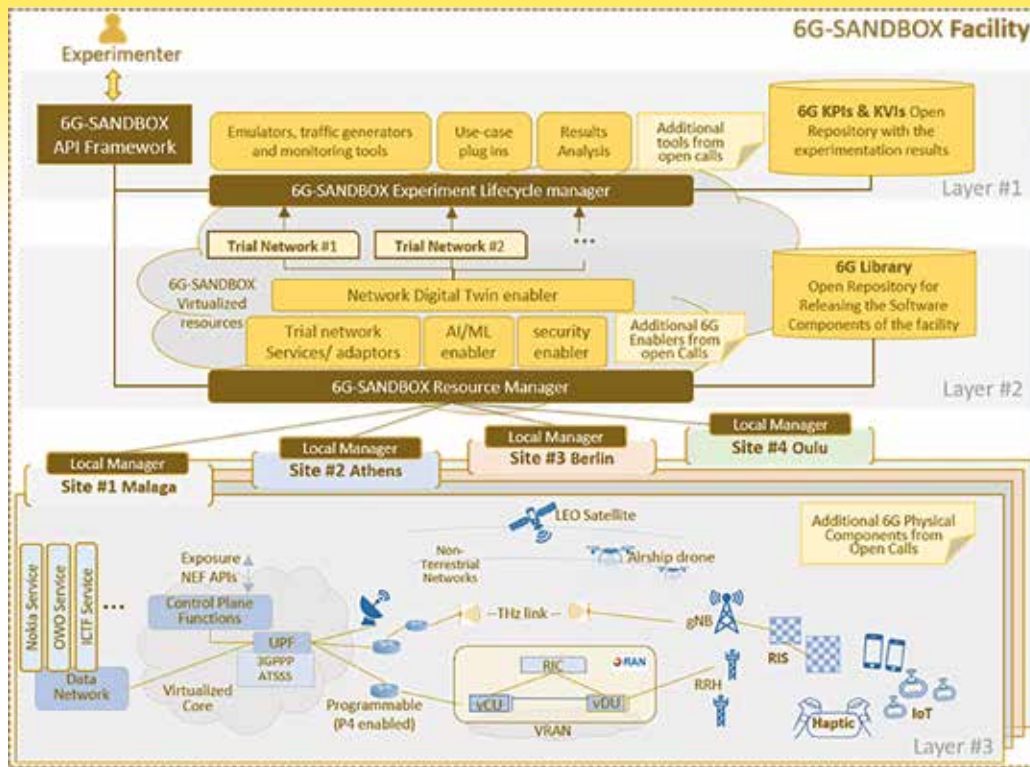 6G-SANDBOX Facility
Experimenter
6G-SANDBOX
API Framework
Emulators, traffic generators
and monitoring tools
Use-case
plug ins
Results
Analysis
Additional
tools from
open calls
6G KPIs & KVIs Open
Repository with the
experimentation results
6G-SANDBOX Experiment Lifecycle manager
Layer #1
Trial Network #1
Trial Network #2
...
6G-SANDBOX
Virtualized
resources
Network Digital Twin enabler
Trial network
Services/ adaptors
AI/ML
enabler
security
enabler
Additional 6G
Enablers from
open Calls
6G Library
Open Repository for
Releasing the Software
Components of the facility
6G-SANDBOX Resource Manager
Layer #2
Local Manager
Site #1 Malaga
Local Manager
Site #2 Athens
Local Manager
Site #3 Berlin
Local Manager
Site #4 Oulu
Nokia Service
OWO Service
ICTF Service
...
Data
Network
Exposure
NEF APIs
Control Plane
Functions
UPF
3GPPP
ATSSS
Virtualized
Core
LEO Satellite
Non-
Terrestrial
Networks
Airship drone
--THz link--
Programmable
(P4 enabled)
RIC
RAN
vCU
vDU
VRAN
gNB
RRH
RIS
Haptic
IoT
Additional 6G Physical
Components from
Open Calls
Layer #3